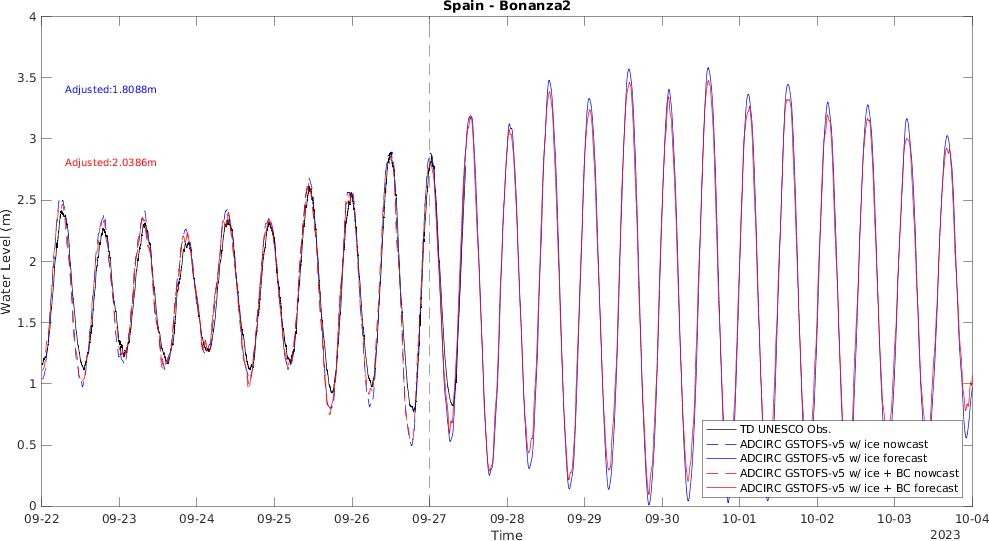 Spain - Bonanza2
4
3.5
3
2.5
2
1.5
1
0.5
0
Water Level (m)
Adjusted:1.8088m
Adjusted:2.0386m
TD UNESCO Obs.
ADCIRC GSTOFS-v5 w/ ice nowcast
ADCIRC GSTOFS-v5 w/ ice forecast
ADCIRC GSTOFS-v5 w/ ice + BC nowcast
ADCIRC GSTOFS-v5 w/ ice + BC forecast
09-22 09-23 09-24 09-25 09-26 09-27 09-28 09-29 09-30 10-01 10-02 10-03 10-04
Time
2023